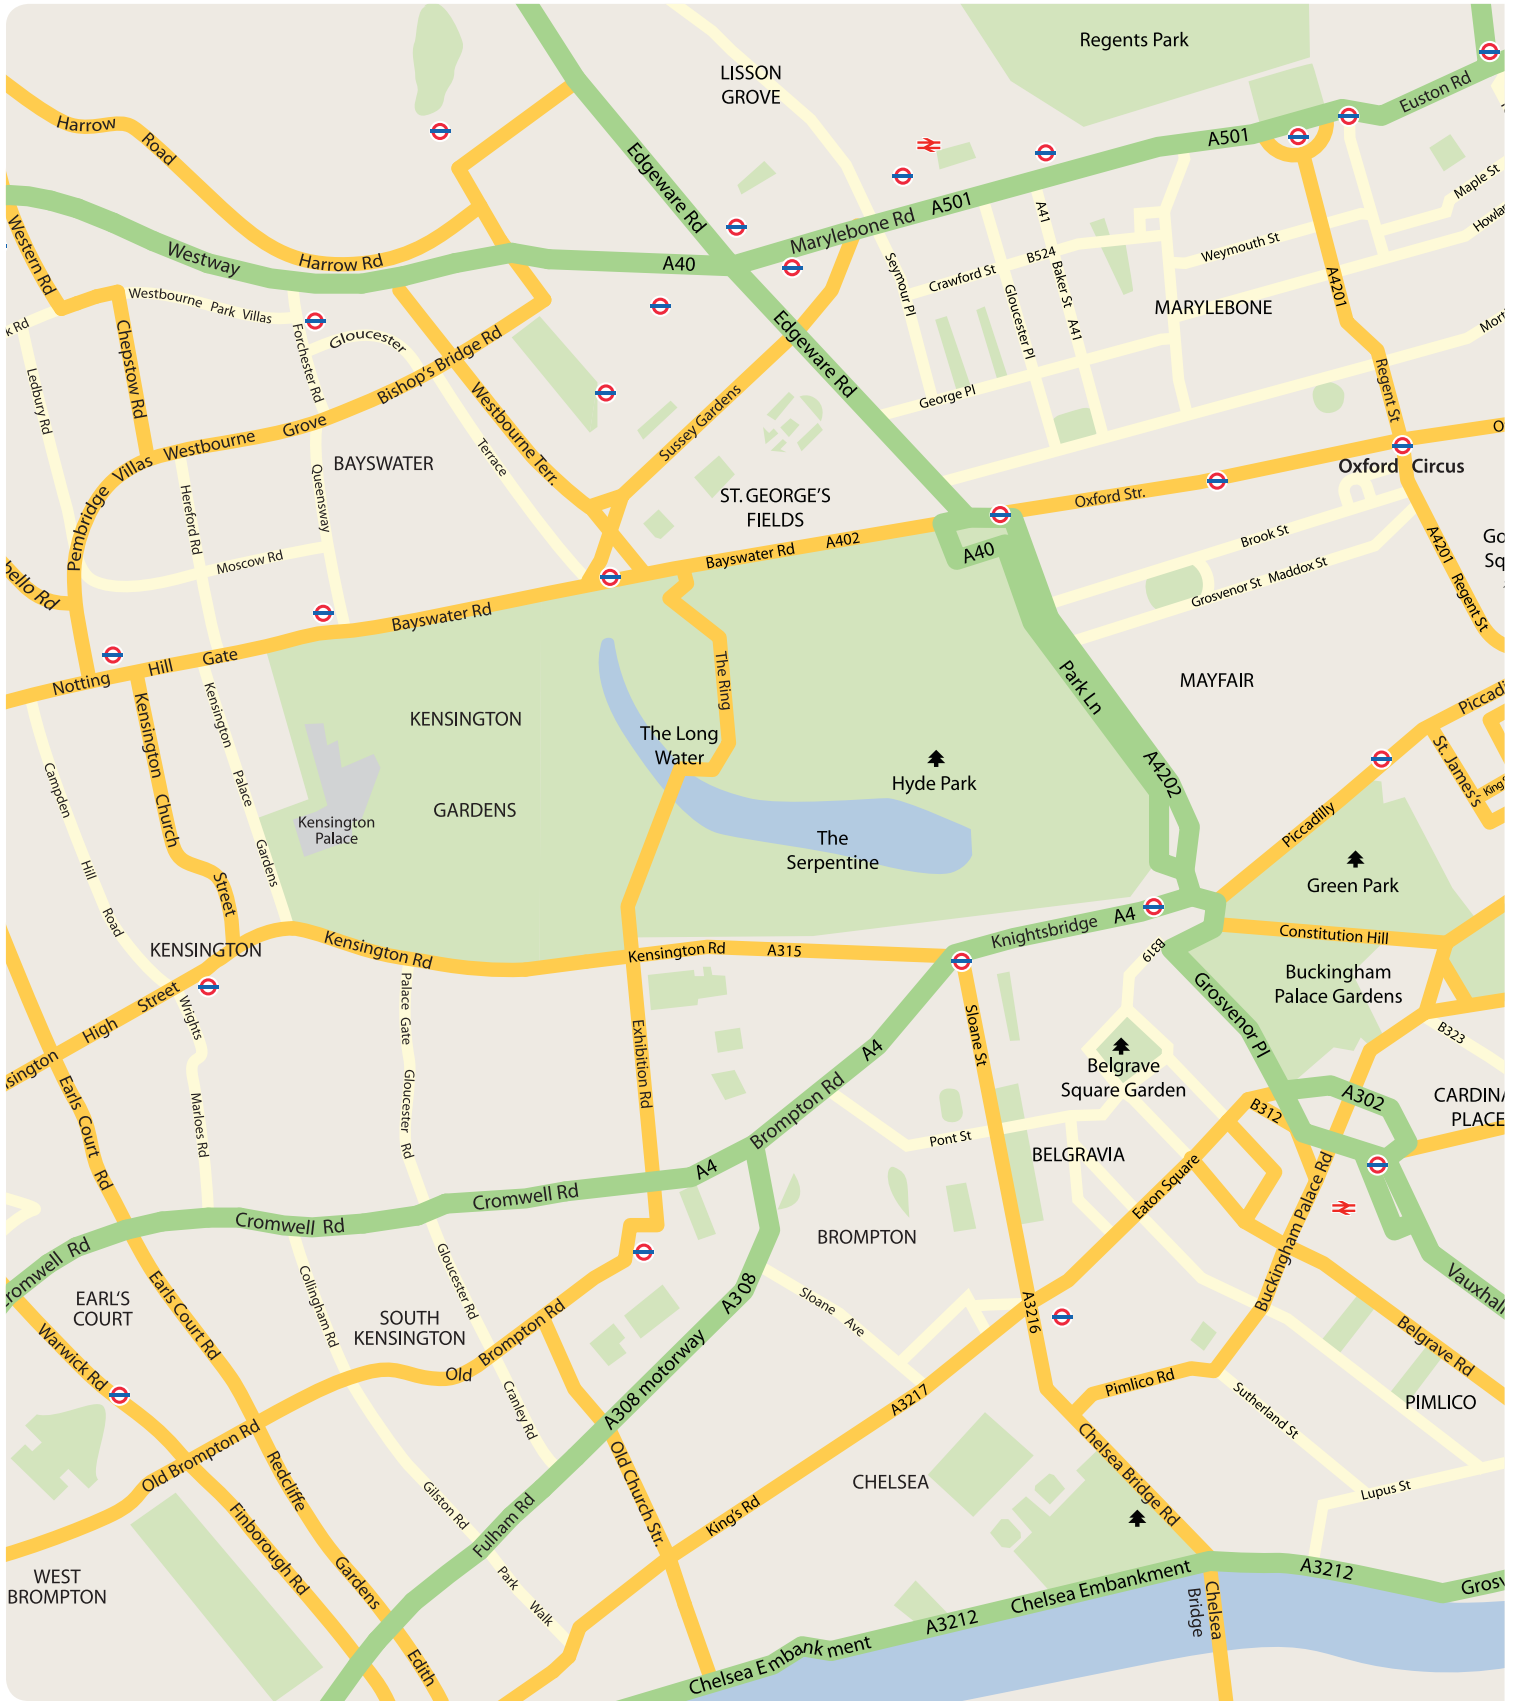 Regents Park
LISSON
GROVE
Euston Rd
Harrow
Road
A501
Edgeware Rd
Maple St
A501
Marylebone Rd
A41
Western Rd
Westway
Harrow Rd
A40
Weymouth St
Seymour Pl
Crawford St
B524
Baker St
A41
Gloucester Pl
A4201
MARYLEBONE
Westbourne Park Villas
Forchester Rd
Gloucester
Bishop's Bridge Rd
Edgeware Rd
Chepstow Rd
Ledbury Rd
George Pl
Regent St
Westbourne Terr.
Sussey Gardens
Terrace
Westbourne
Grove
Villas
Pembridge
BAYSWATER
Queensway
Hereford Rd
Moscow Rd
ST. GEORGE'S
FIELDS
Oxford Circus
Oxford Str.
Bayswater Rd
A402
A40
Brook St
Grosvenor St
Maddox St
A4201
Regent St
Bayswater Rd
Notting
Hill
Gate
The Ring
Park Ln
MAYFAIR
Kensington
Church
Street
Kensington
Palace
Gardens
KENSINGTON
GARDENS
The Long
Water
Hyde Park
A4202
St. James's
Piccadilly
Campden
Hill
Road
Kensington
Palace
The
Serpentine
Green Park
KENSINGTON
Kensington Rd
Kensington Rd
A315
Knightsbridge
A4
B319
Constitution Hill
Buckingham
Palace Gardens
Grosvenor Pl
B323
High
Street
Wrights
Palace Gate
Exhibition Rd
Sloane St
A4
Belgrave
Square Garden
Earls Court
Rd
Marloes Rd
Gloucester
Rd
Brompton Rd
A4
Pont St
BELGRAVIA
B312
A302
PLACE
Eaton Square
Buckingham Palace Rd
Cromwell Rd
Cromwell Rd
BROMPTON
A308
EARL'S
COURT
Earls Court Rd
Collingham Rd
Gloucester Rd
SOUTH
KENSINGTON
Old
Brompton Rd
Sloane
Ave
A3216
Warwick Rd
Cranley Rd
A308 motorway
A3217
Pimlico Rd
Belgrave Rd
Sutherland St
PIMLICO
Old Brompton Rd
Redcliffe
Gardens
Edith
Old Church Str.
CHELSEA
Chelsea Bridge Rd
Lupus St
Gilston Rd
Park
Walk
Fulham Rd
King's Rd
Finborough Rd
WEST
BROMPTON
Chelsea Embankment
A3212
A3212
Chelsea
Bridge
Chelsea Embankment